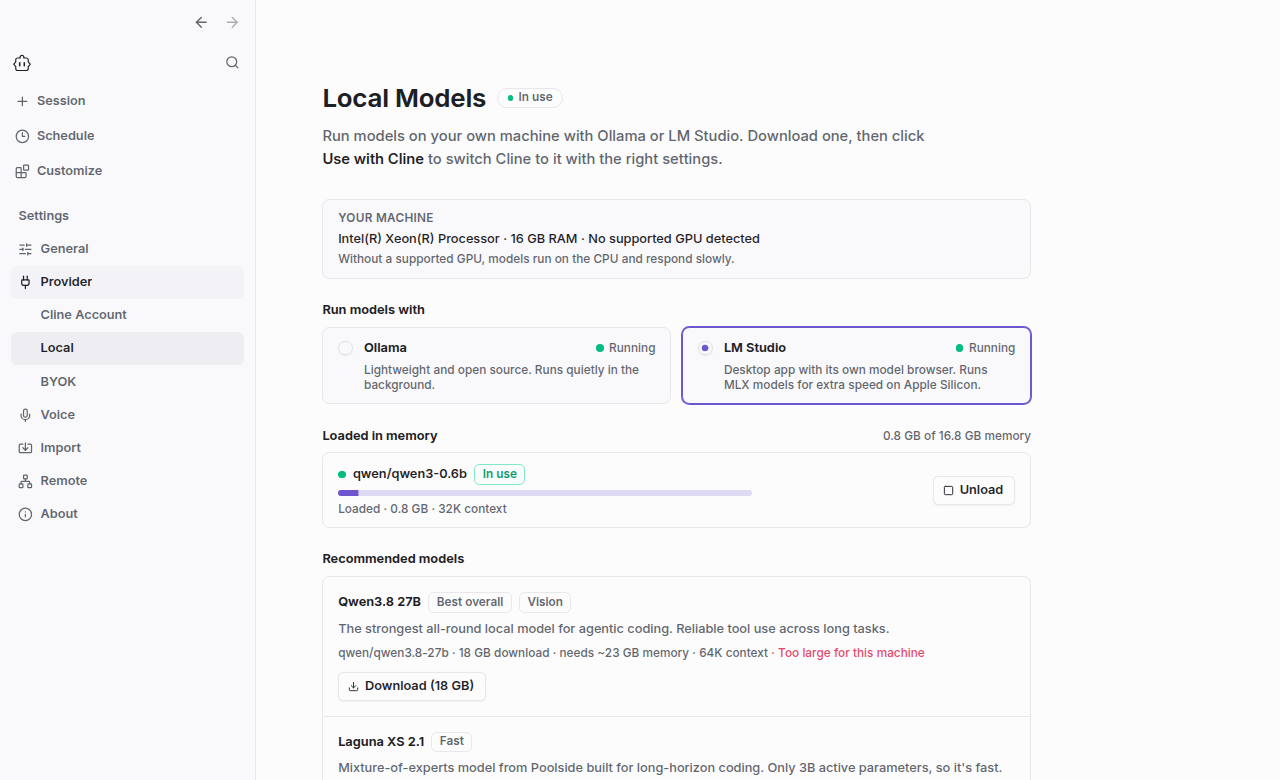 Session
Schedule
Customize
Settings
General
Provider
Cline Account
Local
BYOK
Voice
Import
Remote
About
Local Models
In use
Run models on your own machine with Ollama or LM Studio. Download one, then click
Use with Cline to switch Cline to it with the right settings.
YOUR MACHINE
Intel(R) Xeon(R) Processor · 16 GB RAM · No supported GPU detected
Without a supported GPU, models run on the CPU and respond slowly.
Run models with
Ollama
Running
Lightweight and open source. Runs quietly in the
background.
LM Studio
Running
Desktop app with its own model browser. Runs
MLX models for extra speed on Apple Silicon.
Loaded in memory
0.8 GB of 16.8 GB memory
qwen/qwen3-0.6b
In use
Loaded · 0.8 GB · 32K context
Unload
Recommended models
Qwen3.8 27B
Best overall
Vision
The strongest all-round local model for agentic coding. Reliable tool use across long tasks.
qwen/qwen3.8-27b · 18 GB download · needs ~23 GB memory · 64K context · Too large for this machine
Download (18 GB)
Laguna XS 2.1
Fast
Mixture-of-experts model from Poolside built for long-horizon coding. Only 3B active parameters, so it's fast.